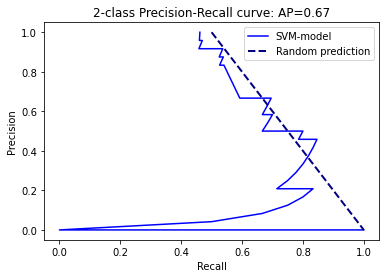 2-class Precision-Recall curve: AP=0.67
SVM-model
Random prediction
Precision
1.0
0.8
0.6
0.4
0.2
0.0
0.0 0.2 0.4 0.6 0.8 1.0
Recall